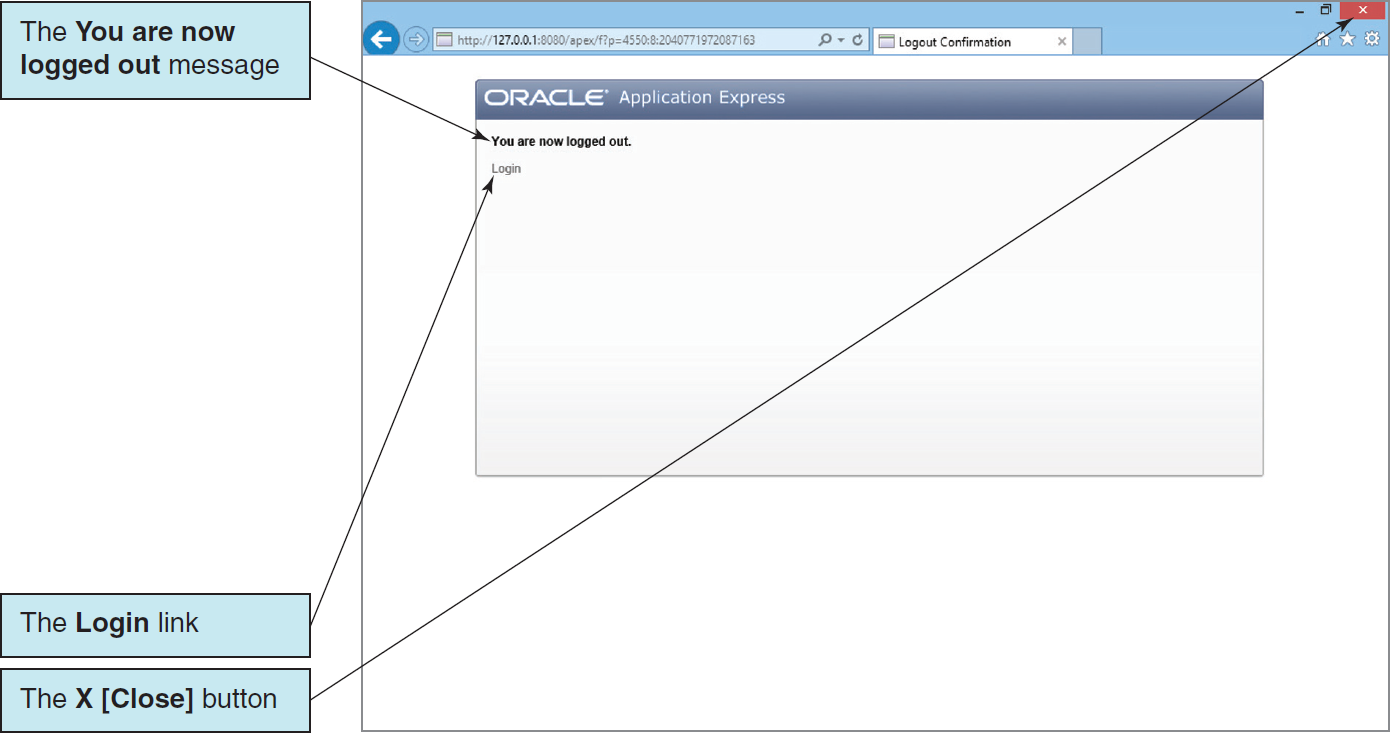 The You are now
logged out message
http://127.0.0.1:8080/apex/f?p=4550:8:2040771972087163
Logout Confirmation
ORACLE® Application Express
You are now logged out.
Login
The Login link
The X [Close] button